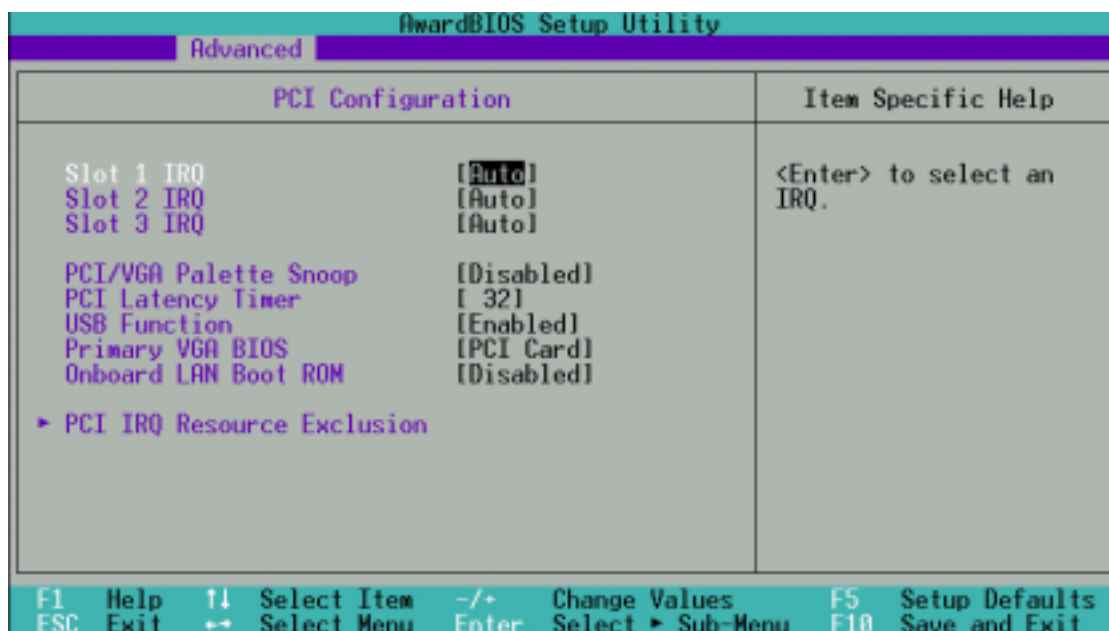 AwardBIOS Setup Utility
Advanced
PCI Configuration
Item Specific Help
Slot 1 IRQ [Auto]
Slot 2 IRQ [Auto]
Slot 3 IRQ [Auto]
PCI/VGA Palette Snoop [Disabled]
PCI Latency Timer [ 32]
USB Function [Enabled]
Primary VGA BIOS [PCI Card]
Onboard LAN Boot ROM [Disabled]
► PCI IRQ Resource Exclusion
<Enter> to select an
IRQ.
F1 Help ↑↓ Select Item -/+ Change Values F5 Setup Defaults
ESC Exit ←→ Select Menu Enter Select ► Sub-Menu F10 Save and Exit